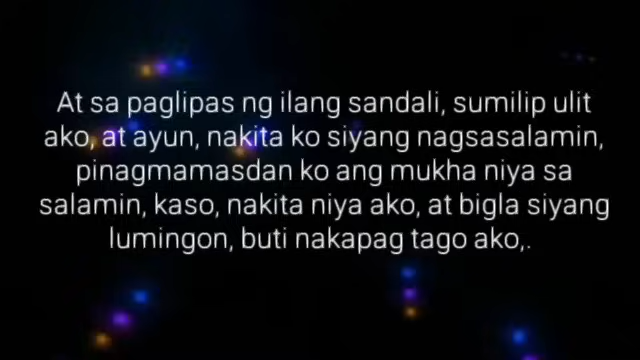 At sa paglipas ng ilang sandali, sumilip ulit
ako, at ayun, nakita ko siyang nagsasalamin,
pinagmamasdan ko ang mukha niya sa
salamin, kaso, nakita niya ako, at bigla siyang
lumingon, buti nakapag tago ako,.